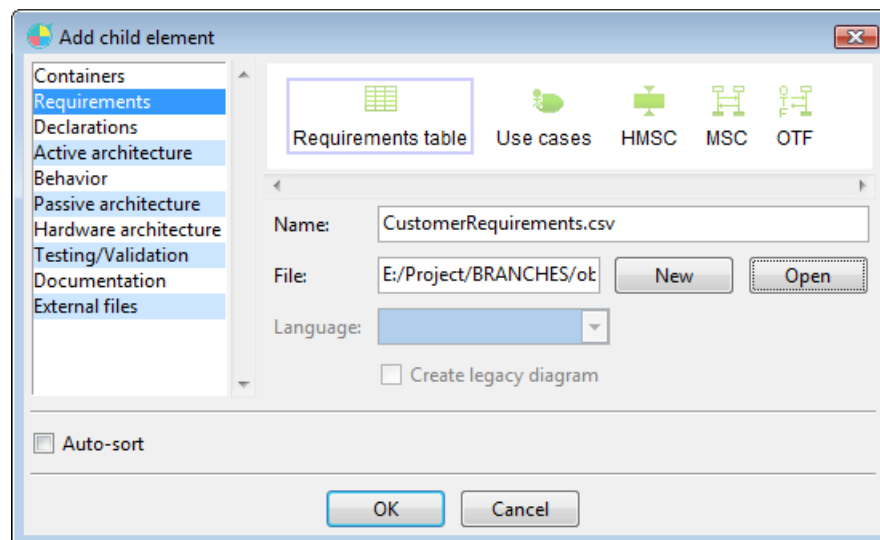 Add child element
Containers
Requirements
Declarations
Active architecture
Behavior
Passive architecture
Hardware architecture
Testing/Validation
Documentation
External files
Requirements table
Use cases
HMSC
MSC
OTF
Name:
CustomerRequirements.csv
File:
E:/Project/BRANCHES/ob
New
Open
Language:
Create legacy diagram
Auto-sort
OK
Cancel